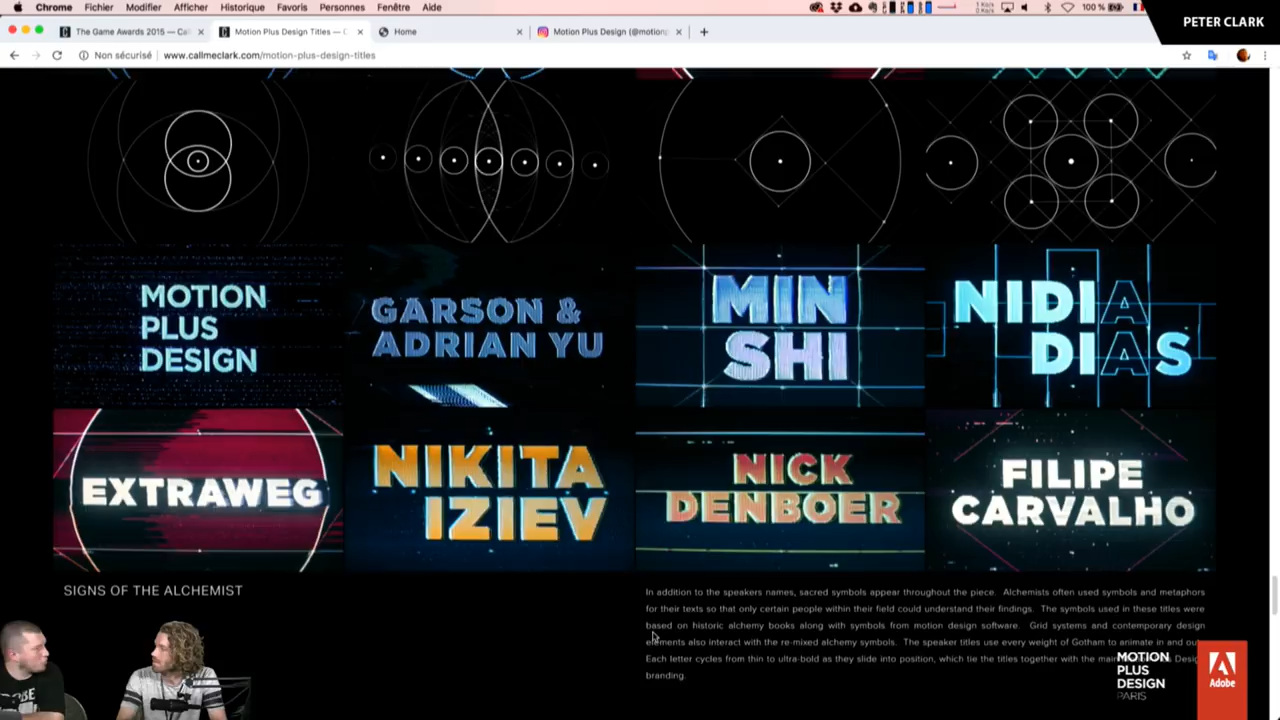 Chrome Fichier Modifier Afficher Historique Favoris Personnes Fenêtre Aide
100 %
PETER CLARK
The Game Awards 2015 — Cal
Motion Plus Design Titles — C
Home
Motion Plus Design (@motion
Non sécurisé www.callmeclark.com/motion-plus-design-titles
MOTION
PLUS
DESIGN
GARSON &
ADRIAN YU
MIN
SHI
NIDIA
DIAS
EXTRAWEG
NIKITA
IZIEV
NICK
DENBOER
FILIPE
CARVALHO
SIGNS OF THE ALCHEMIST
In addition to the speakers names, sacred symbols appear throughout the piece. Alchemists often used symbols and metaphors
for their texts so that only certain people within their field could understand their findings. The symbols used in these titles were
based on historic alchemy books along with symbols from motion design software. Grid systems and contemporary design
elements also interact with the re-mixed alchemy symbols. The speaker titles use every weight of Gotham to animate in and
Each letter cycles from thin to ultra-bold as they slide into position, which tie the titles together with the
branding.
MOTION
PLUS
DESIGN
PARIS
Adobe